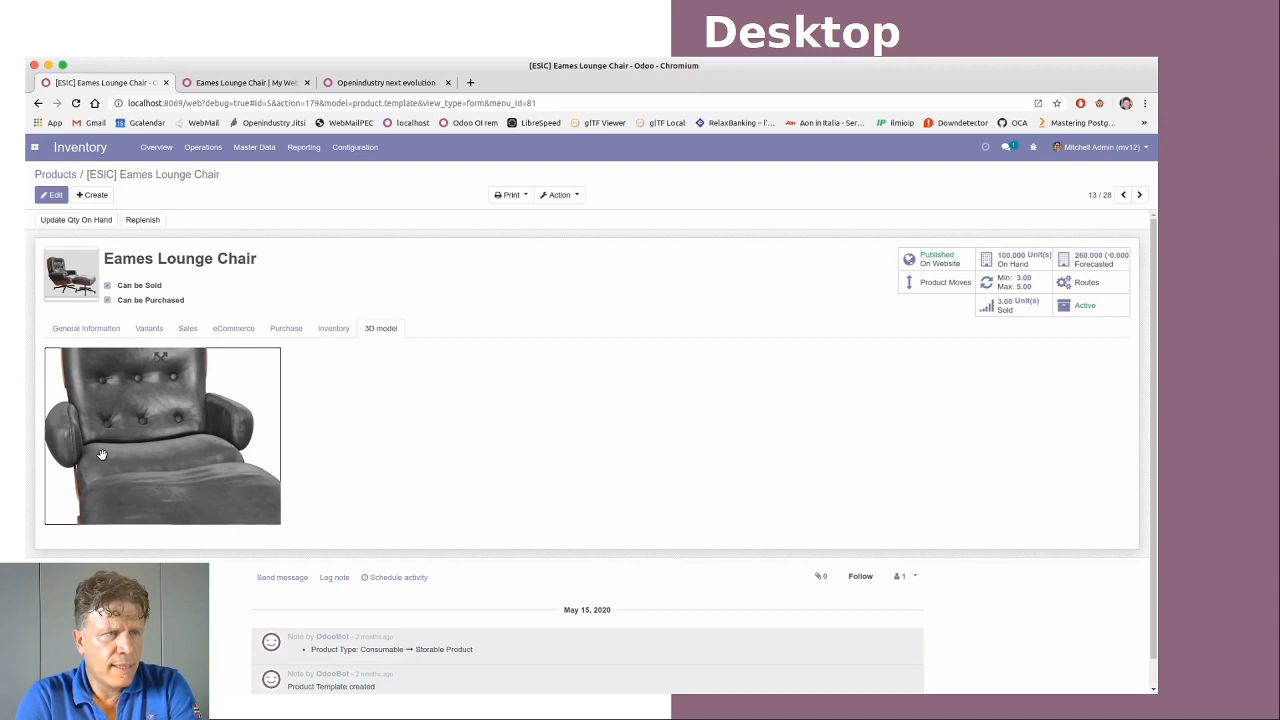 Desktop
[ESIC] Eames Lounge Chair - Odoo - Chromium
[ESIC] Eames Lounge Chair - O
Eames Lounge Chair | My Web
Openindustry next evolution
localhost:8069/web?debug=true#id=5&action=179&model=product.template&view_type=form&menu_id=81
App Gmail Gcalendar WebMail Openindustry Jitsi WebMailPEC localhost Odoo OI rem LibreSpeed glTF Viewer glTF Local RelaxBanking – l'... Aon in Italia - Ser... ilmioip Downdetector OCA Mastering Postg...
Inventory Overview Operations Master Data Reporting Configuration 1 Mitchell Admin (mv12)
Products / [ESIC] Eames Lounge Chair
Edit Create Print Action 13 / 28
Update Qty On Hand Replenish
Eames Lounge Chair
Can be Sold
Can be Purchased
Published
On Website
100.000 Unit(s)
On Hand
260.000 (-0.000
Forecasted
Product Moves
Min: 3.00
Max: 5.00
Routes
3.00 Unit(s)
Sold
Active
General Information Variants Sales eCommerce Purchase Inventory 3D model
Send message Log note Schedule activity 0 Follow 1
May 15, 2020
Note by OdooBot - 2 months ago
Product Type: Consumable → Storable Product
Note by OdooBot - 2 months ago
Product Template created